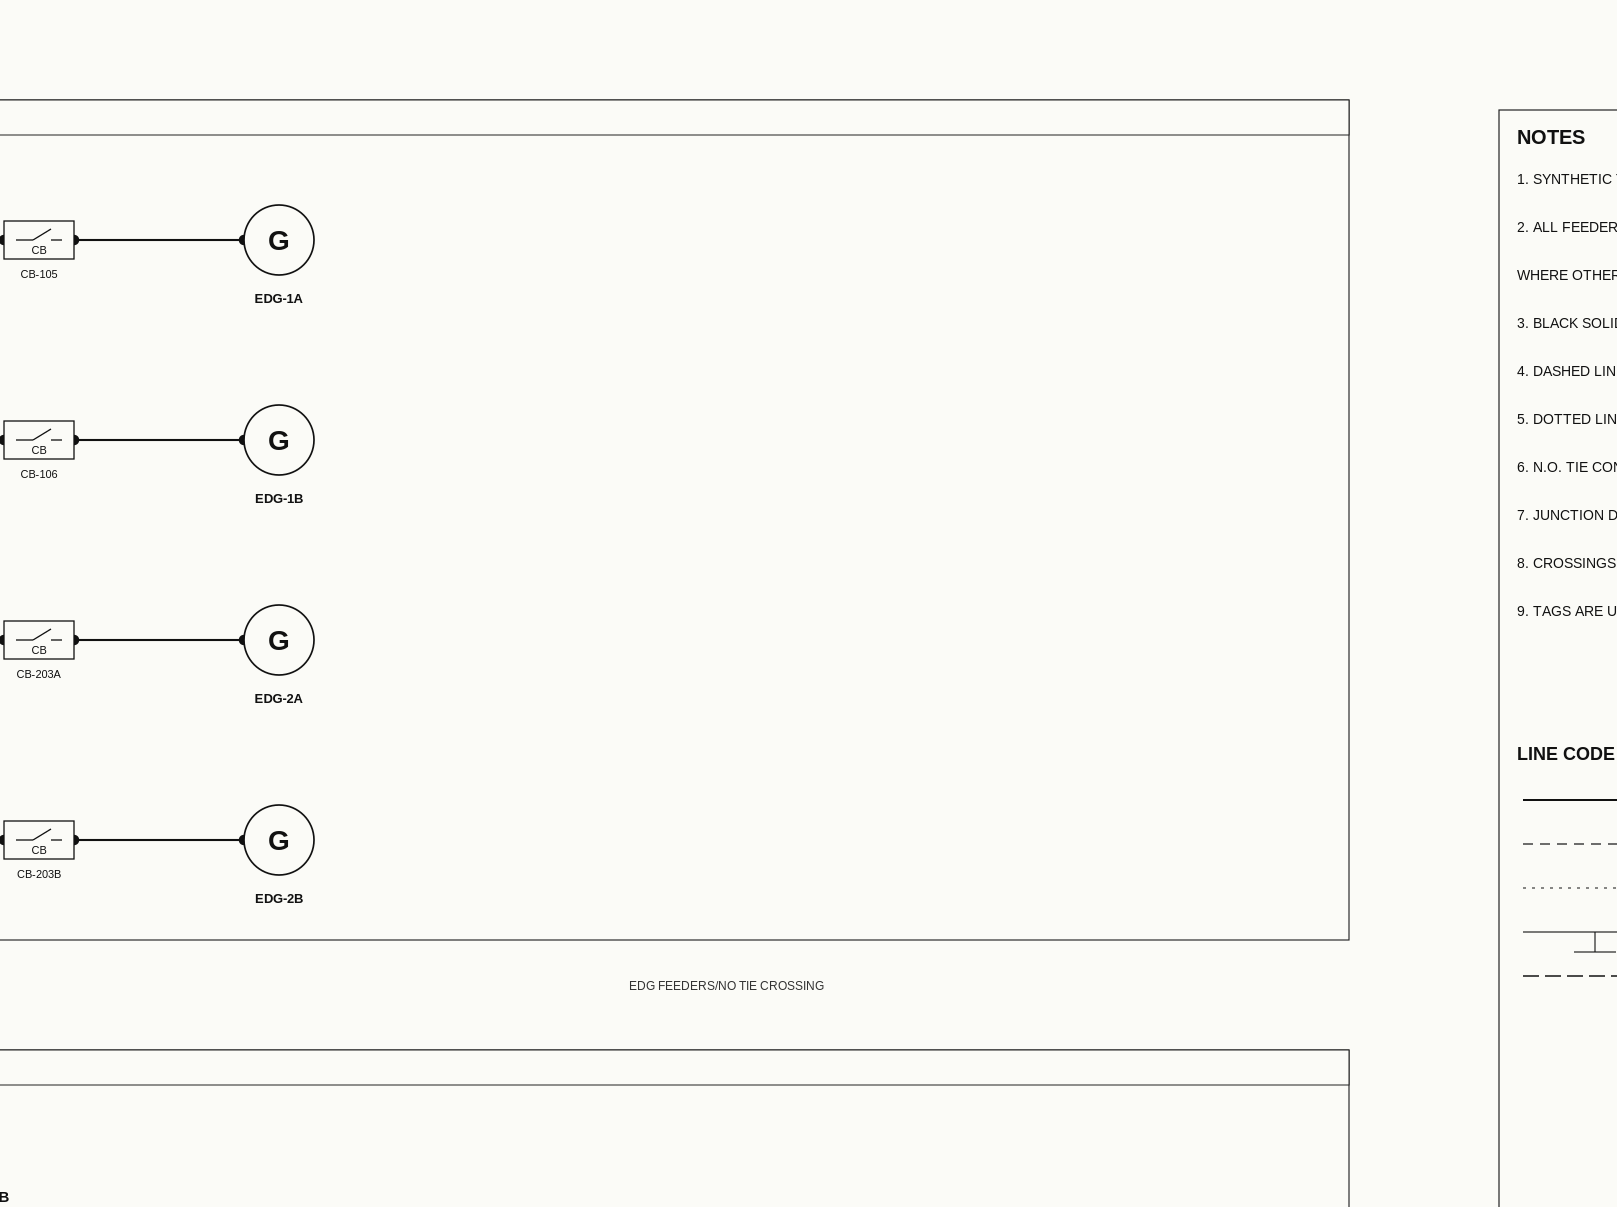 CB
CB-105
G
EDG-1A
CB
CB-106
G
EDG-1B
CB
CB-203A
G
EDG-2A
CB
CB-203B
G
EDG-2B
EDG FEEDERS/NO TIE CROSSING
B
NOTES
1. SYNTHETIC
2. ALL FEEDER
WHERE OTHER
3. BLACK SOLID
4. DASHED LIN
5. DOTTED LIN
6. N.O. TIE CON
7. JUNCTION D
8. CROSSINGS
9. TAGS ARE U
LINE CODE